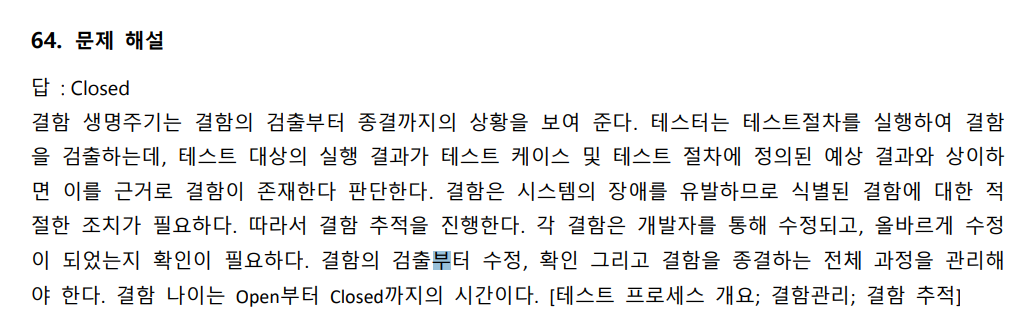 64. 문제 해설
답 : Closed
결함 생명주기는 결함의 검출부터 종결까지의 상황을 보여 준다. 테스터는 테스트절차를 실행하여 결함
을 검출하는데, 테스트 대상의 실행 결과가 테스트 케이스 및 테스트 절차에 정의된 예상 결과와 상이하
면 이를 근거로 결함이 존재한다 판단한다. 결함은 시스템의 장애를 유발하므로 식별된 결함에 대한 적
절한 조치가 필요하다. 따라서 결함 추적을 진행한다. 각 결함은 개발자를 통해 수정되고, 올바르게 수정
이 되었는지 확인이 필요하다. 결함의 검출부터 수정, 확인 그리고 결함을 종결하는 전체 과정을 관리해
야 한다. 결함 나이는 Open부터 Closed까지의 시간이다. [테스트 프로세스 개요; 결함관리; 결함 추적]